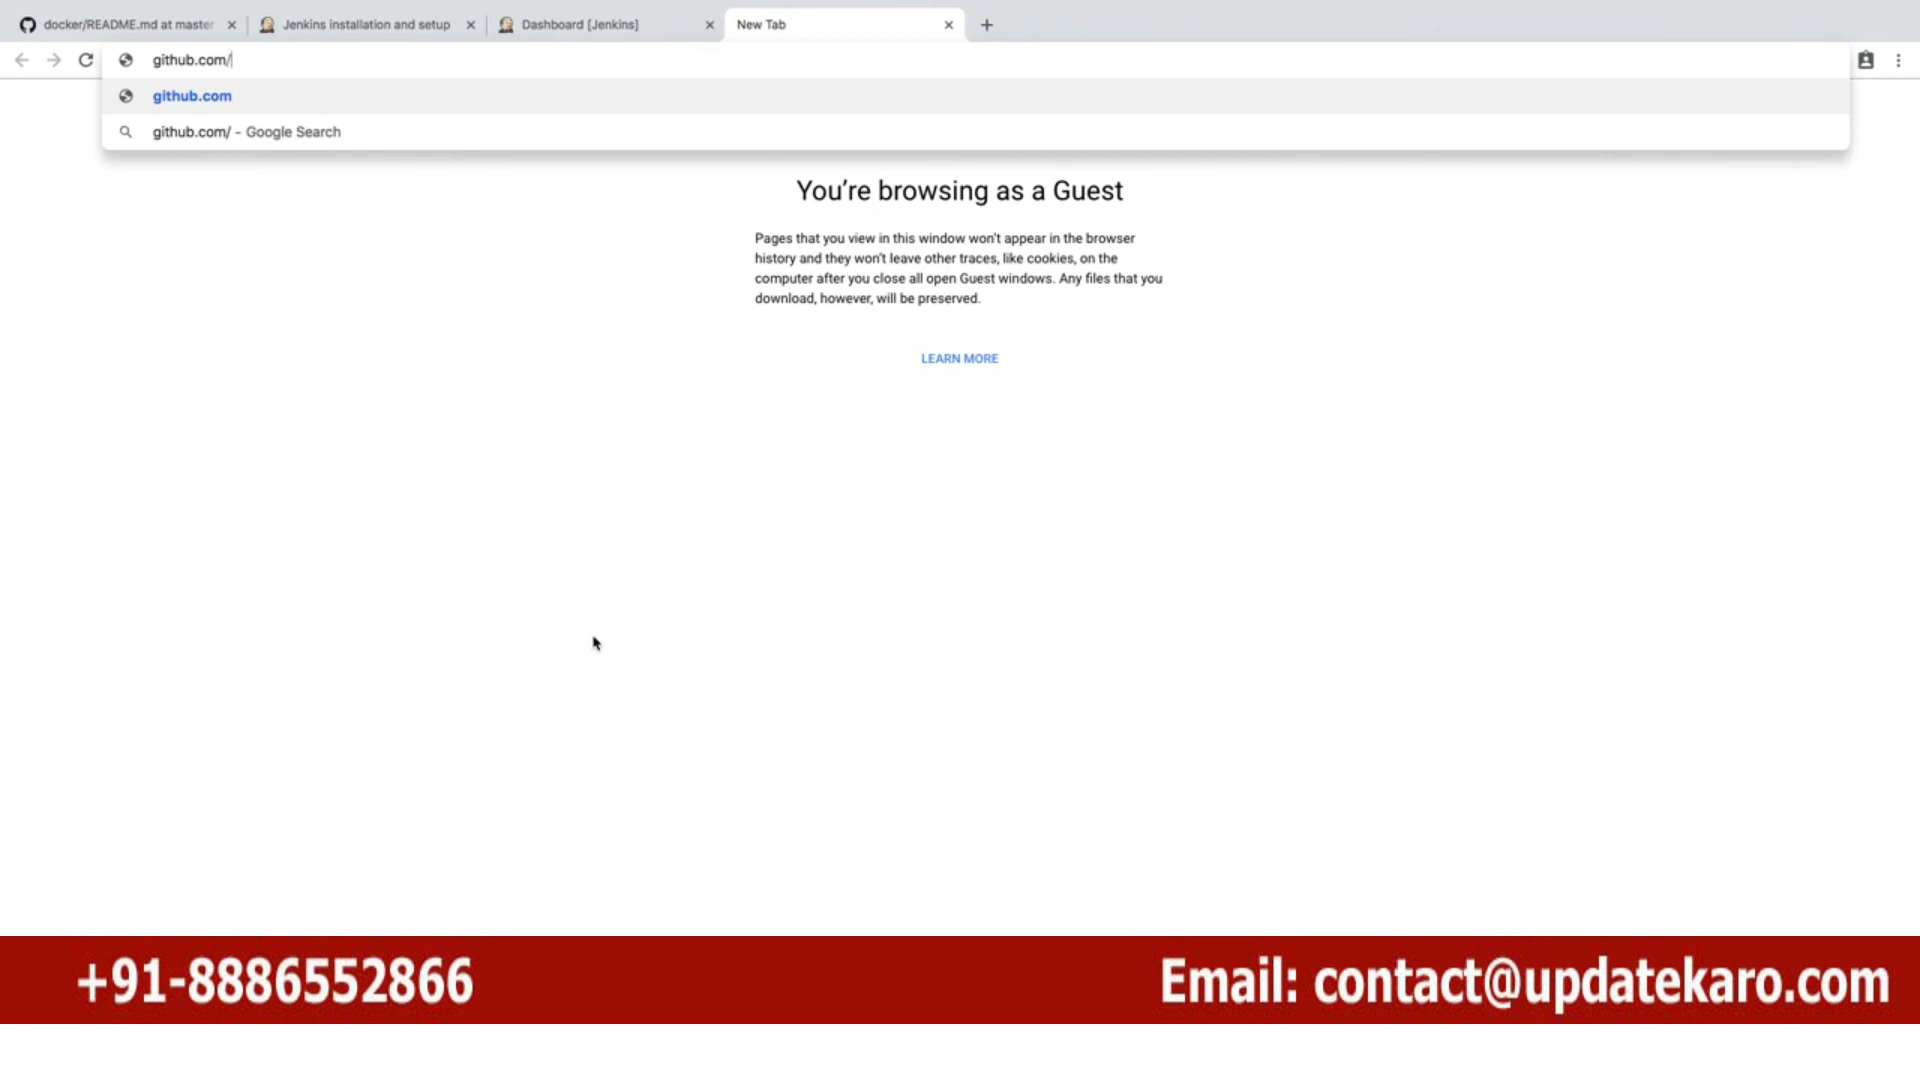 docker/README.md at master
Jenkins installation and setup
Dashboard [Jenkins]
New Tab
github.com/
github.com
github.com/ - Google Search
You're browsing as a Guest
Pages that you view in this window won't appear in the browser
history and they won't leave other traces, like cookies, on the
computer after you close all open Guest windows. Any files that you
download, however, will be preserved.
LEARN MORE
+91-8886552866
Email: contact@updatekaro.com